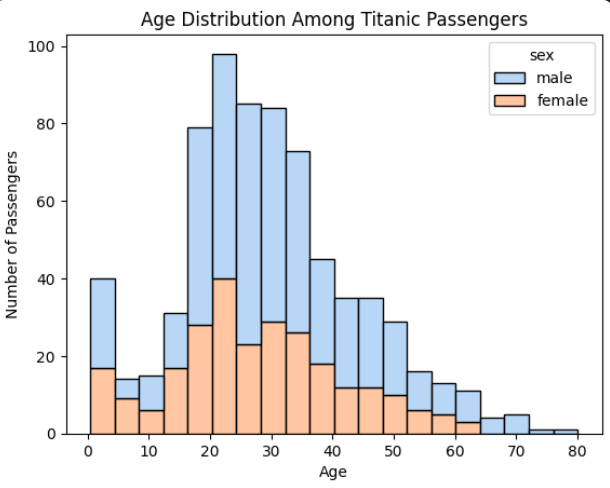 Age Distribution Among Titanic Passengers
sex
male
female
Number of Passengers
100
80
60
40
20
0
0 10 20 30 40 50 60 70 80
Age